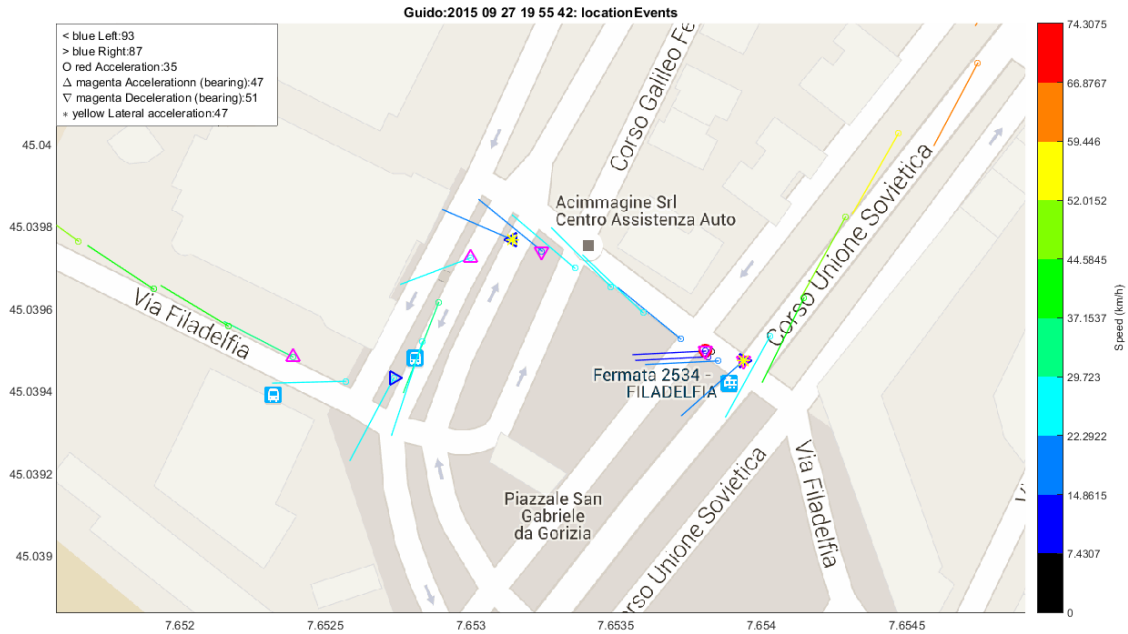 Guido:2015 09 27 19 55 42: locationEvents
< blue Left:93
> blue Right:87
O red Acceleration:35
△ magenta Accelerationn (bearing):47
▽ magenta Deceleration (bearing):51
* yellow Lateral acceleration:47
45.04
45.0398
45.0396
45.0394
45.0392
45.039
7.652
7.6525
7.653
7.6535
7.654
7.6545
Corso Galileo Fe
Acimmagine Srl
Centro Assistenza Auto
Corso Unione Sovietica
Via Filadelfia
Fermata 2534 -
FILADELFIA
Piazzale San
Gabriele
da Gorizia
orso Unione Sovietica
Via Filadelfia
74.3075
66.8767
59.446
52.0152
44.5845
37.1537
29.723
22.2922
14.8615
7.4307
0
Speed (km/h)